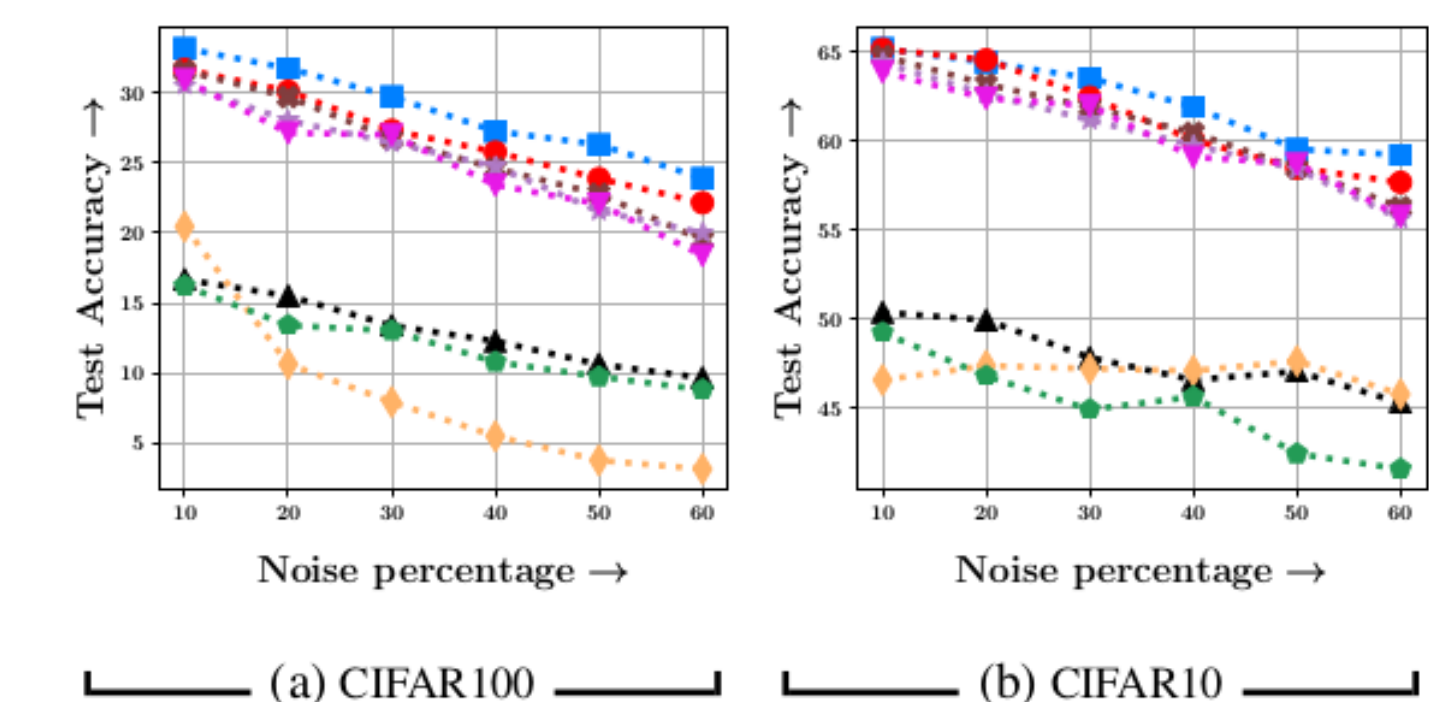 Test Accuracy →
30
25
20
15
10
5
10 20 30 40 50 60
Noise percentage →
(a) CIFAR100
Test Accuracy →
65
60
55
50
45
10 20 30 40 50 60
Noise percentage →
(b) CIFAR10